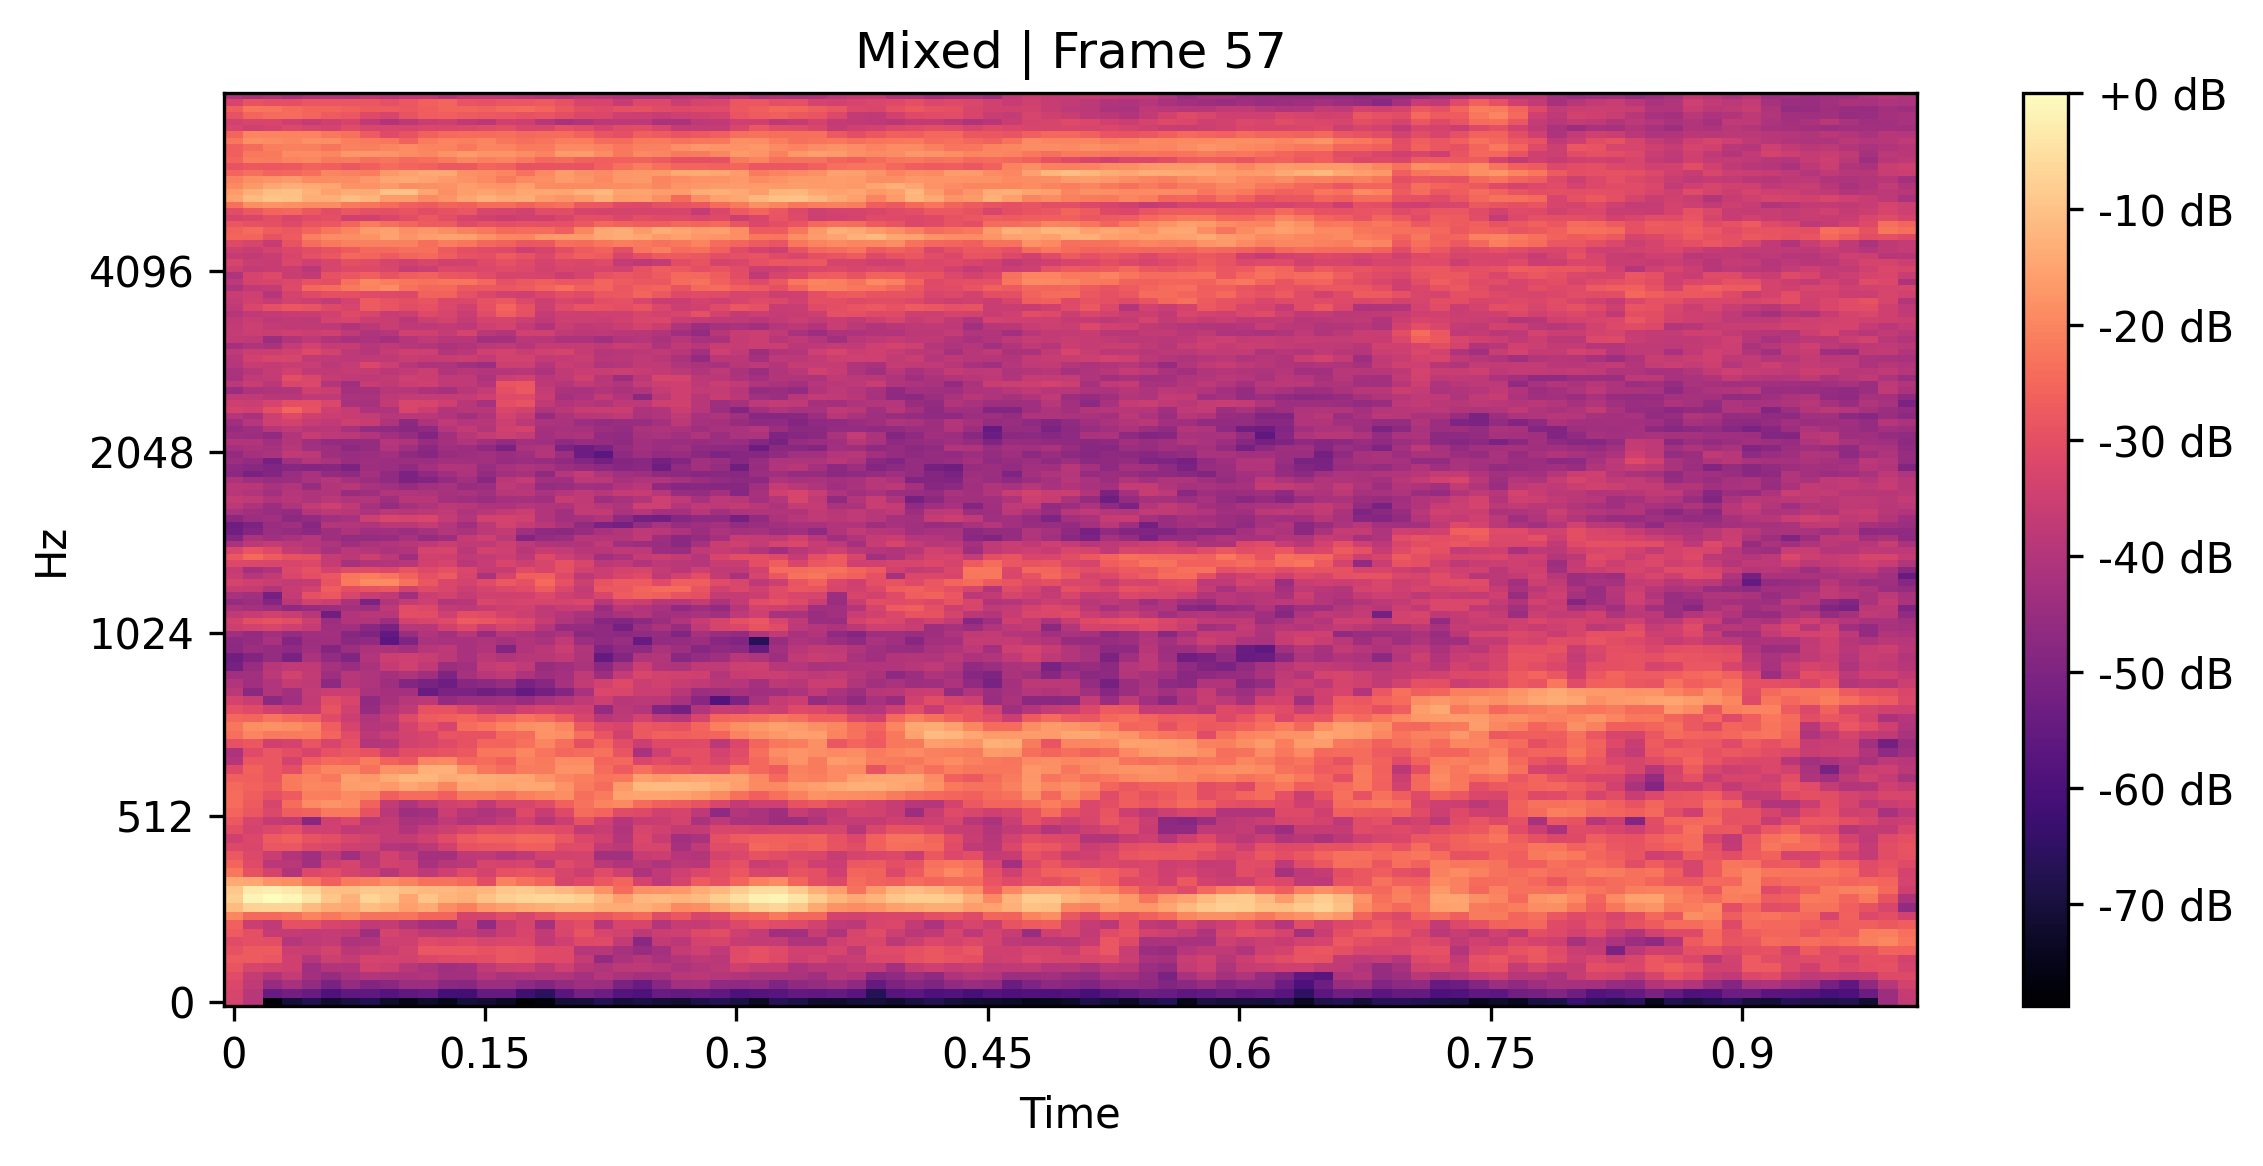 Mixed | Frame 57
+0 dB
-10 dB
-20 dB
-30 dB
-40 dB
-50 dB
-60 dB
-70 dB
Hz
4096
2048
1024
512
0
0 0.15 0.3 0.45 0.6 0.75 0.9
Time